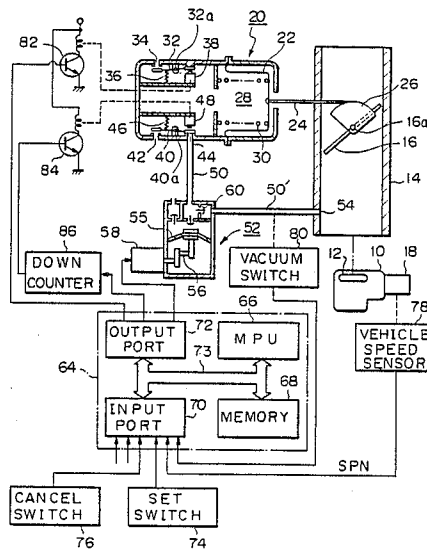 82
32a
34 32
38
20
22
36
28
26
24
16a
16
14
84
46
42
40
40a
48
44
30
50
60
50'
54
86
58
55
52
56
80
12
10
18
DOWN
COUNTER
VACUUM
SWITCH
66
78
72
73
OUTPUT
PORT
MPU
VEHICLE
SPEED
SENSOR
64
70
68
INPUT
PORT
MEMORY
SPN
CANCEL
SWITCH
SET SWITCH
76
74